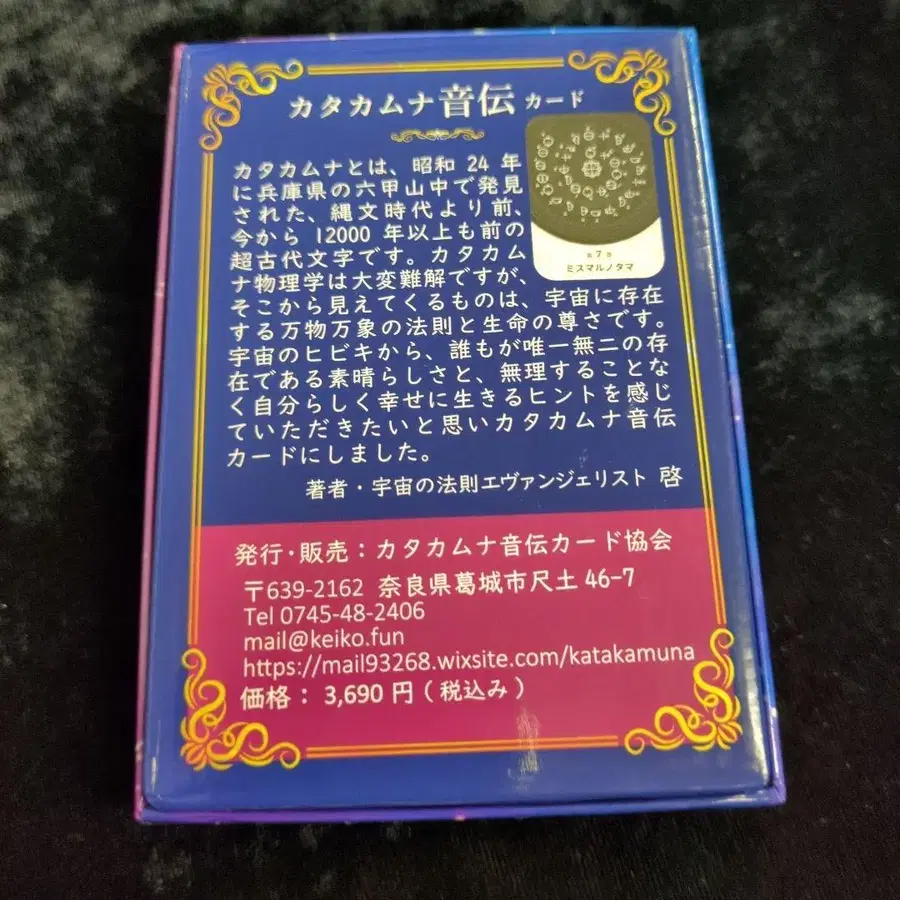 カタカムナ音伝カード
カタカムナとは、昭和 24 年
に兵庫県の六甲山中で発見
された、縄文時代より前、
今から 12000 年以上も前の
超古代文字です。カタカム
ナ物理学は大変難解ですが、
そこから見えてくるものは、宇宙に存在
する万物万象の法則と生命の尊さです。
宇宙のヒビキから、誰もが唯一無二の存
在である素晴らしさと、無理することな
く自分らしく幸せに生きるヒントを感じ
ていただきたいと思いカタカムナ音伝
カードにしました。
著者・宇宙の法則エヴァンジェリスト 啓
第 7 首
ミスマルノタマ
発行・販売：カタカムナ音伝カード協会
〒639-2162 奈良県葛城市尺土 46-7
Tel 0745-48-2406
mail@keiko.fun
https://mail93268.wixsite.com/katakamuna
価格： 3,690 円（税込み）